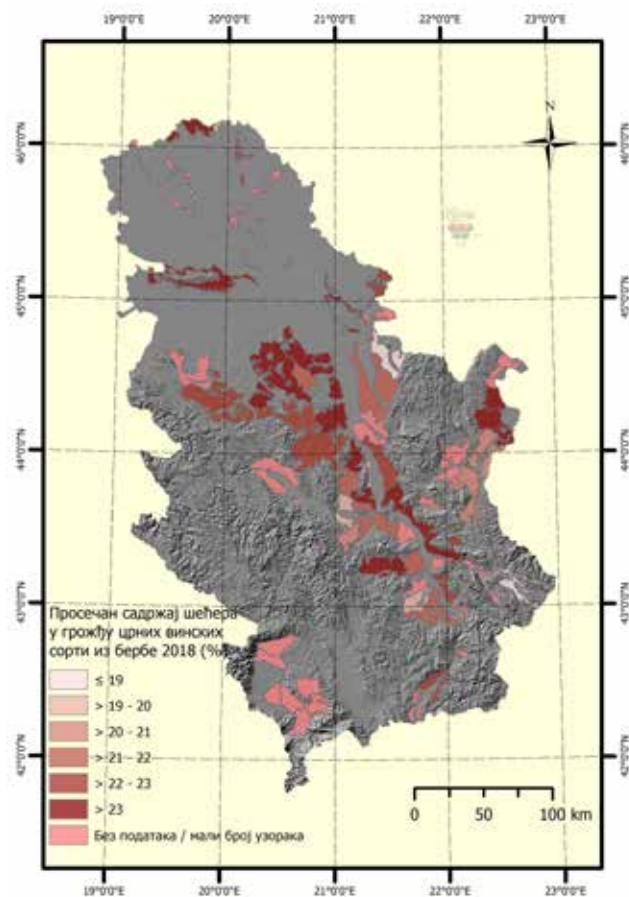 19°0'0"E 20°0'0"E 21°0'0"E 22°0'0"E 23°0'0"E
N
46°0'0"N 46°0'0"N
45°0'0"N 45°0'0"N
44°0'0"N 44°0'0"N
43°0'0"N 43°0'0"N
42°0'0"N 42°0'0"N
Просечан садржај шећера
у грожђу црних винских
сорти из бербе 2018 (%)
≤ 19
> 19 - 20
> 20 - 21
> 21 - 22
> 22 - 23
> 23
Без података / мали број узорака
0 50 100 km
19°0'0"E 20°0'0"E 21°0'0"E 22°0'0"E 23°0'0"E